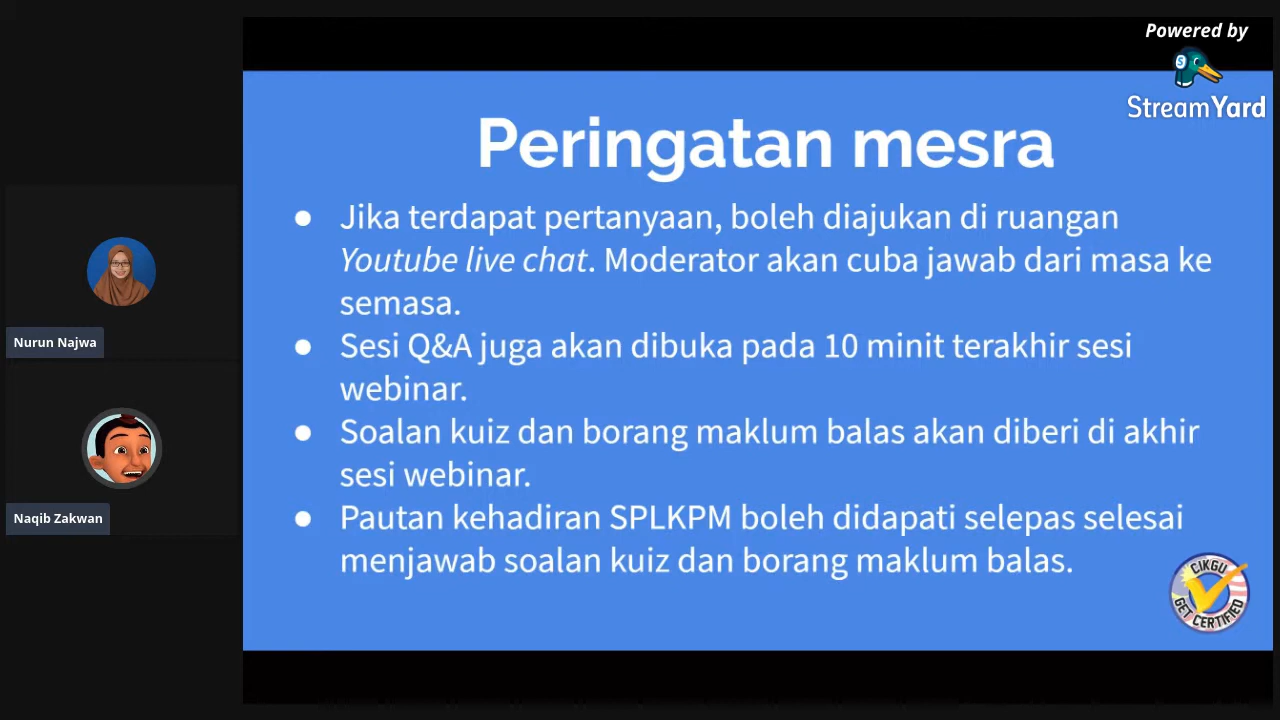 Powered by
StreamYard
Peringatan mesra
● Jika terdapat pertanyaan, boleh diajukan di ruangan
Youtube live chat. Moderator akan cuba jawab dari masa ke
semasa.
● Sesi Q&A juga akan dibuka pada 10 minit terakhir sesi
webinar.
● Soalan kuiz dan borang maklum balas akan diberi di akhir
sesi webinar.
● Pautan kehadiran SPLKPM boleh didapati selepas selesai
menjawab soalan kuiz dan borang maklum balas.
Nurun Najwa
Naqib Zakwan
CIKGU
GET CERTIFIED